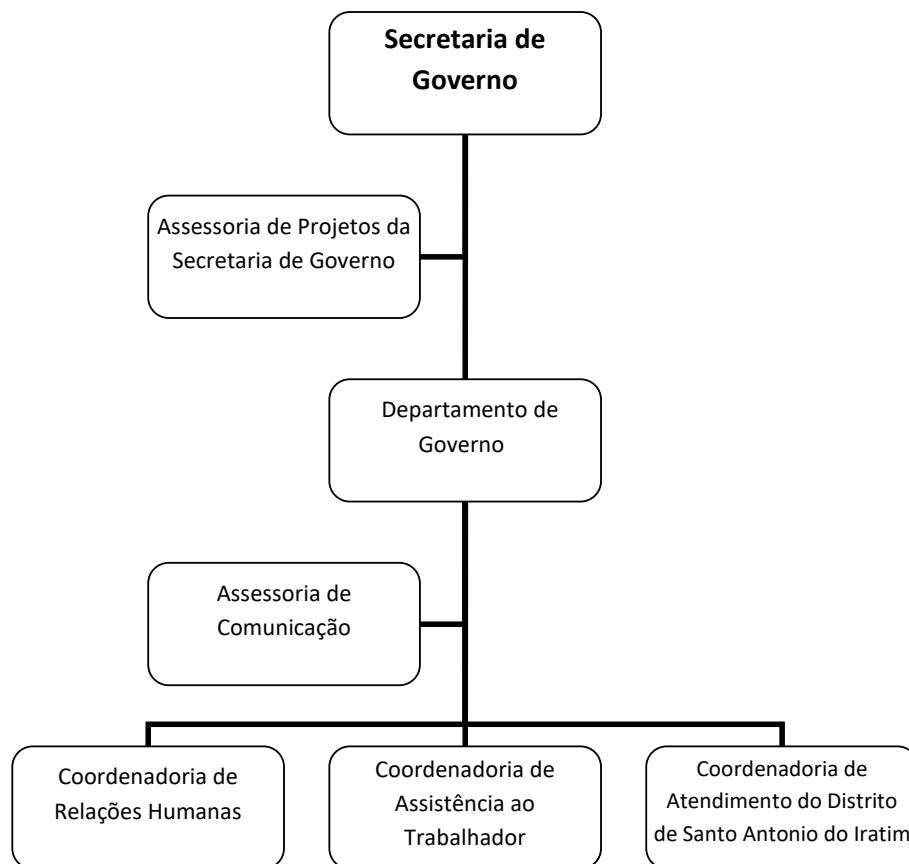 Secretaria de
Governo
Assessoria de Projetos da
Secretaria de Governo
Departamento de
Governo
Assessoria de
Comunicação
Coordenadoria de
Relações Humanas
Coordenadoria de
Assistência ao
Trabalhador
Coordenadoria de
Atendimento do Distrito
de Santo Antonio do Iratim